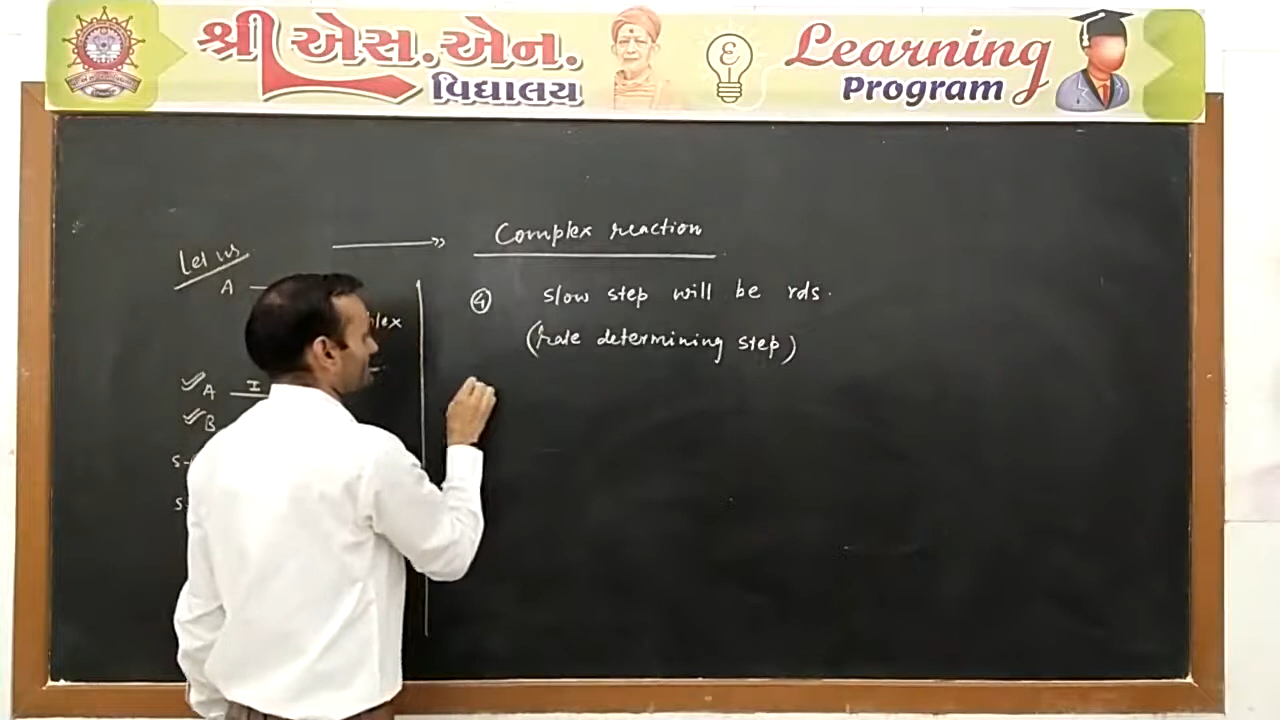 શ્રી એસ.એન.
વિદ્યાલય
Learning
Program
Let us
A
A I
B
Complex reaction
④ slow step will be rds.
(rate determining step)